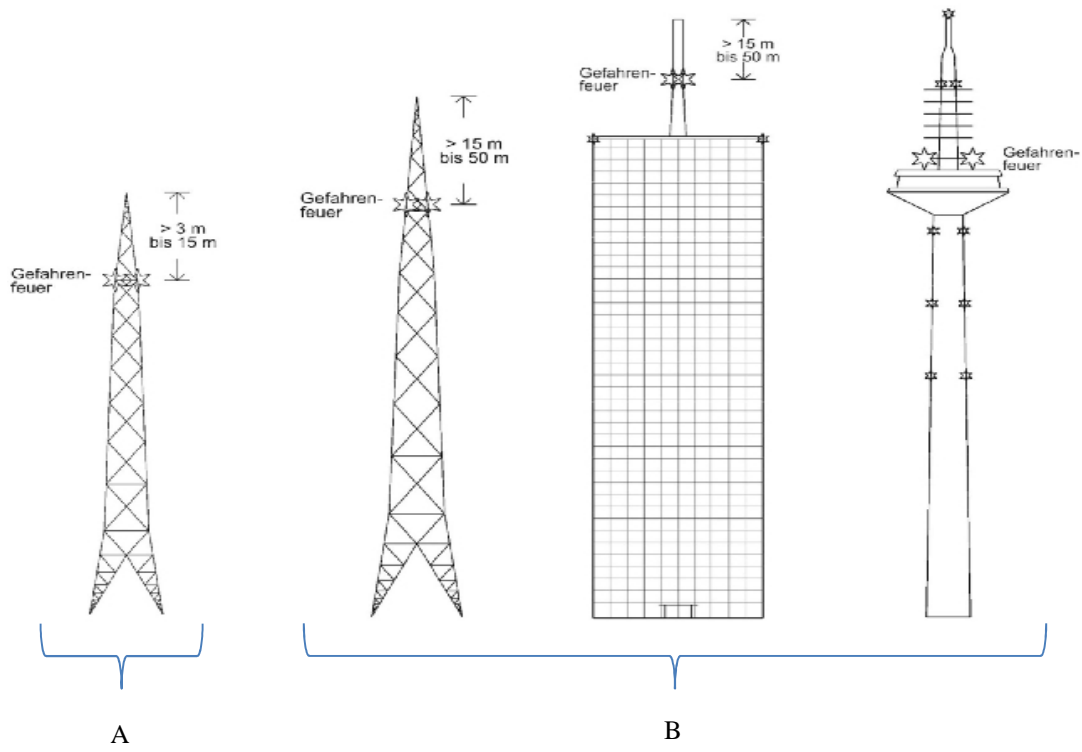 > 3 m
bis 15 m
Gefahren-
feuer
> 15 m
bis 50 m
Gefahren-
feuer
> 15 m
bis 50 m
Gefahren-
feuer
Gefahren-
feuer
A
B